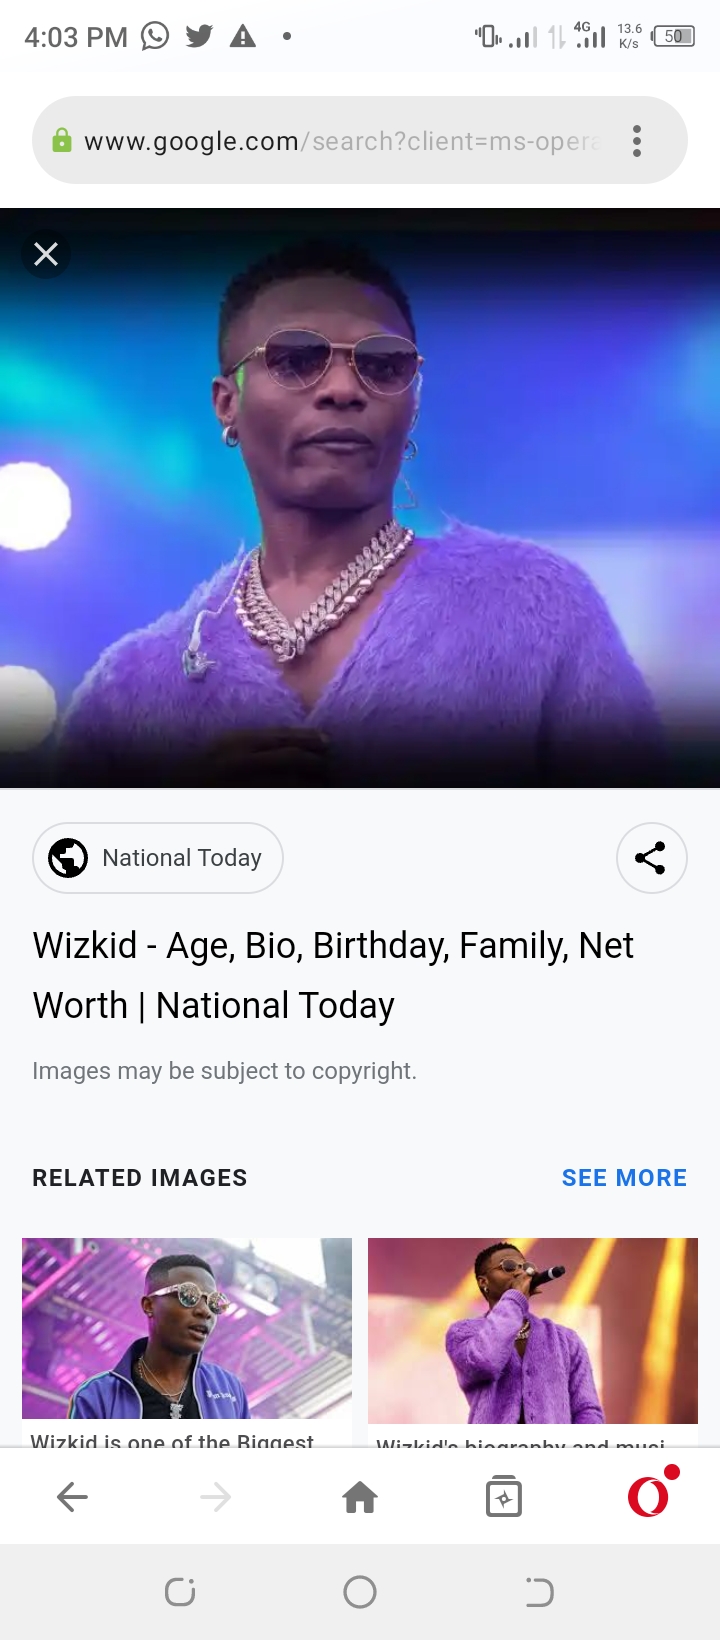 4:03 PM
4G
13.6
K/s
50
www.google.com/search?client=ms-opera
National Today
Wizkid - Age, Bio, Birthday, Family, Net
Worth | National Today
Images may be subject to copyright.
RELATED IMAGES
SEE MORE
Wizkid is one of the Biggest
Wizkid's biography and musi